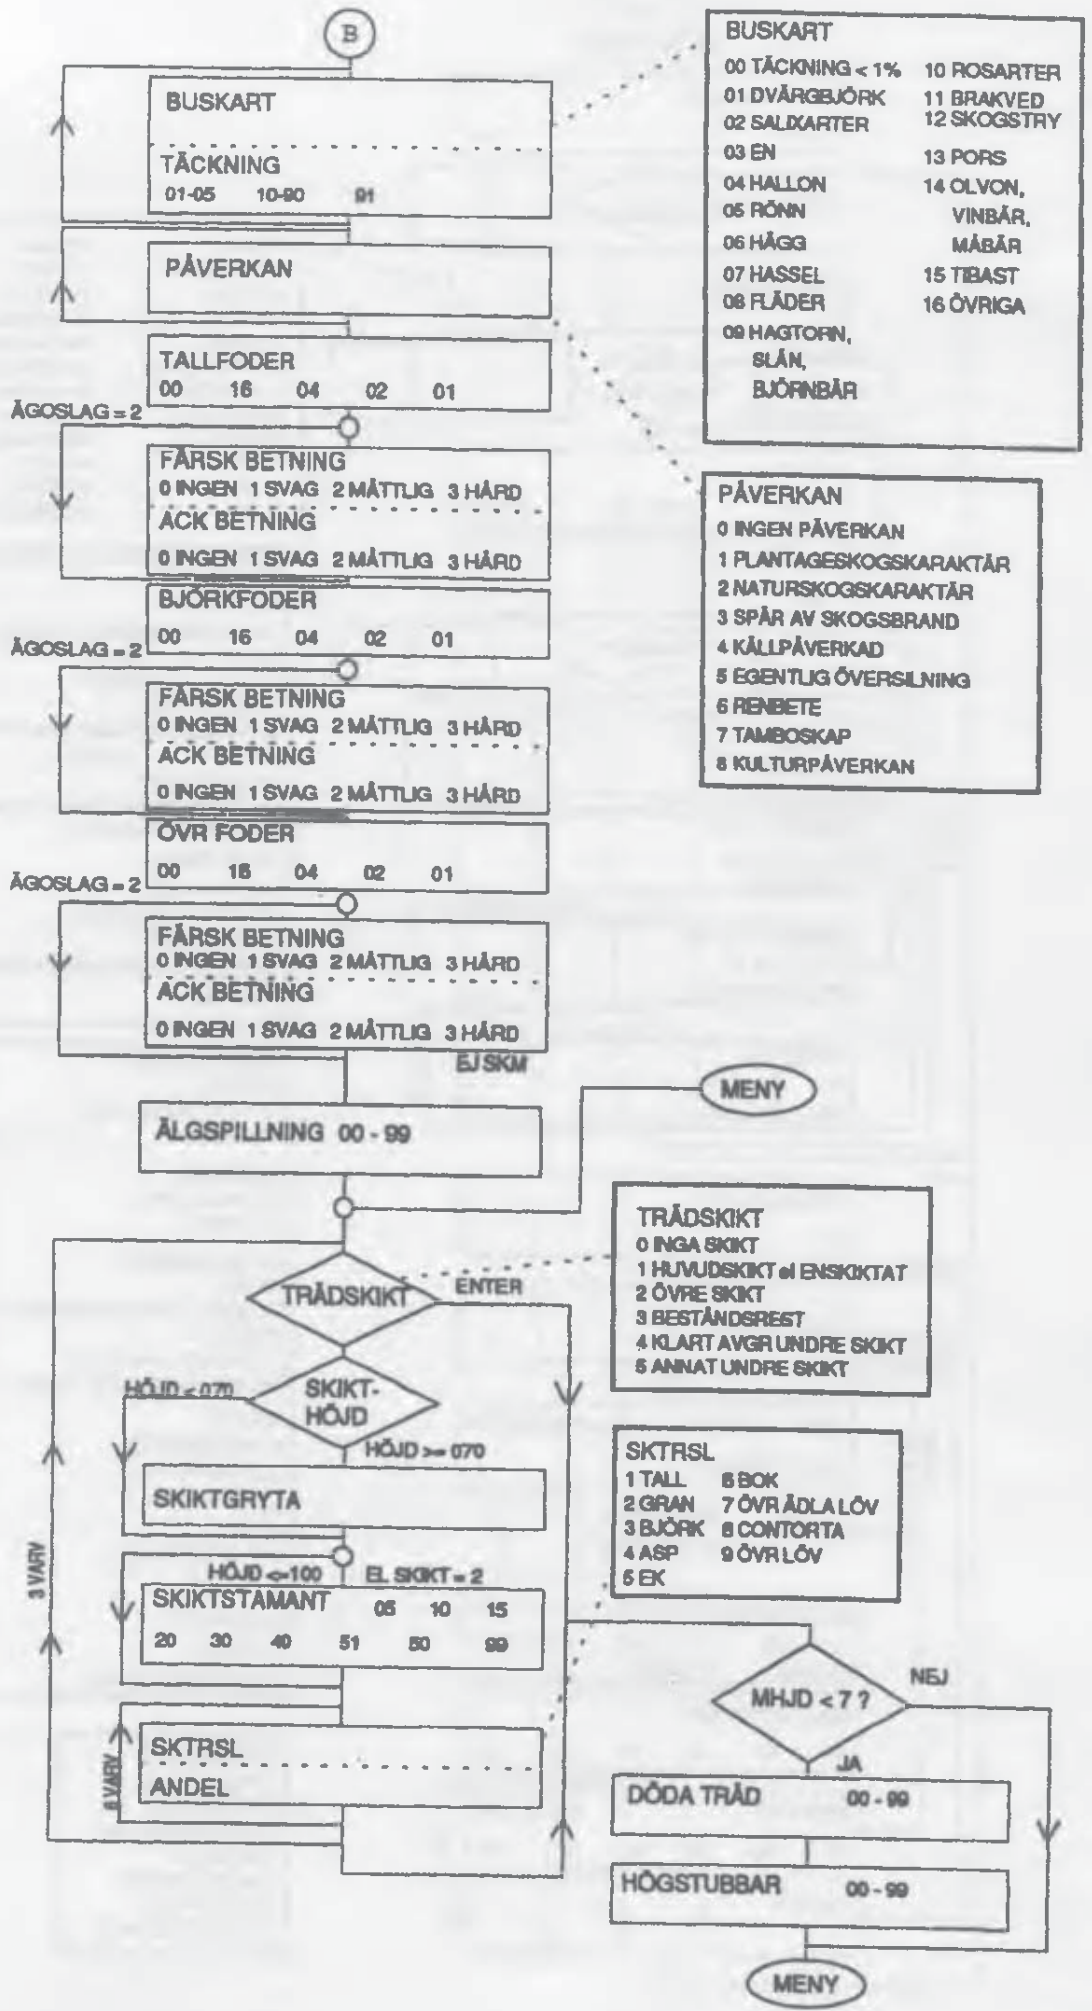 B
BUSKART
TÄCKNING
01-05 10-90 91
PÅVERKAN
TALLFODER
00 16 04 02 01
ÄGOSLAG = 2
FÄRSK BETNING
0 INGEN 1 SVAG 2 MÅTTLIG 3 HÅRD
ACK BETNING
0 INGEN 1 SVAG 2 MÅTTLIG 3 HÅRD
BJÖRKFODER
00 16 04 02 01
ÄGOSLAG = 2
FÄRSK BETNING
0 INGEN 1 SVAG 2 MÅTTLIG 3 HÅRD
ACK BETNING
0 INGEN 1 SVAG 2 MÅTTLIG 3 HÅRD
ÖVR FODER
00 16 04 02 01
ÄGOSLAG = 2
FÄRSK BETNING
0 INGEN 1 SVAG 2 MÅTTLIG 3 HÅRD
ACK BETNING
0 INGEN 1 SVAG 2 MÅTTLIG 3 HÅRD
EJ SKM
MENY
ÄLGSPILLNING 00 - 99
TRÄDSKIKT
ENTER
HÖJD < 070
SKIKT-
HÖJD
HÖJD >= 070
SKIKTGRYTA
HÖJD <=100 EL SKIKT = 2
SKIKTSTAMANT 05 10 15
20 30 40 51 50 99
3 VARV
SKTRSL
ANDEL
6 VARV
BUSKART
00 TÄCKNING < 1% 10 ROSARTER
01 DVÄRGBJÖRK 11 BRAKVED
02 SALIXARTER 12 SKOGSTRY
03 EN 13 PORS
04 HALLON 14 OLVON,
05 RÖNN VINBÄR,
06 HÄGG MÅBÄR
07 HASSEL 15 TIBAST
08 FLÄDER 16 ÖVRIGA
09 HAGTORN,
SLÅN,
BJÖRNBÄR
PÅVERKAN
0 INGEN PÅVERKAN
1 PLANTAGESKOGSKARAKTÄR
2 NATURSKOGSKARAKTÄR
3 SPÅR AV SKOGSBRAND
4 KÄLLPÅVERKAD
5 EGENTLIG ÖVERSILNING
6 RENBETE
7 TAMBOSKAP
8 KULTURPÅVERKAN
TRÄDSKIKT
0 INGA SKIKT
1 HUVUDSKIKT el ENSKIKTAT
2 ÖVRE SKIKT
3 BESTÅNDSREST
4 KLART AVGR UNDRE SKIKT
5 ANNAT UNDRE SKIKT
SKTRSL
1 TALL 6 BOK
2 GRAN 7 ÖVR ÄDLA LÖV
3 BJÖRK 8 CONTORTA
4 ASP 9 ÖVR LÖV
5 EK
MHJD < 7 ?
NEJ
JA
DÖDA TRÄD 00 - 99
HÖGSTUBBAR 00 - 99
MENY